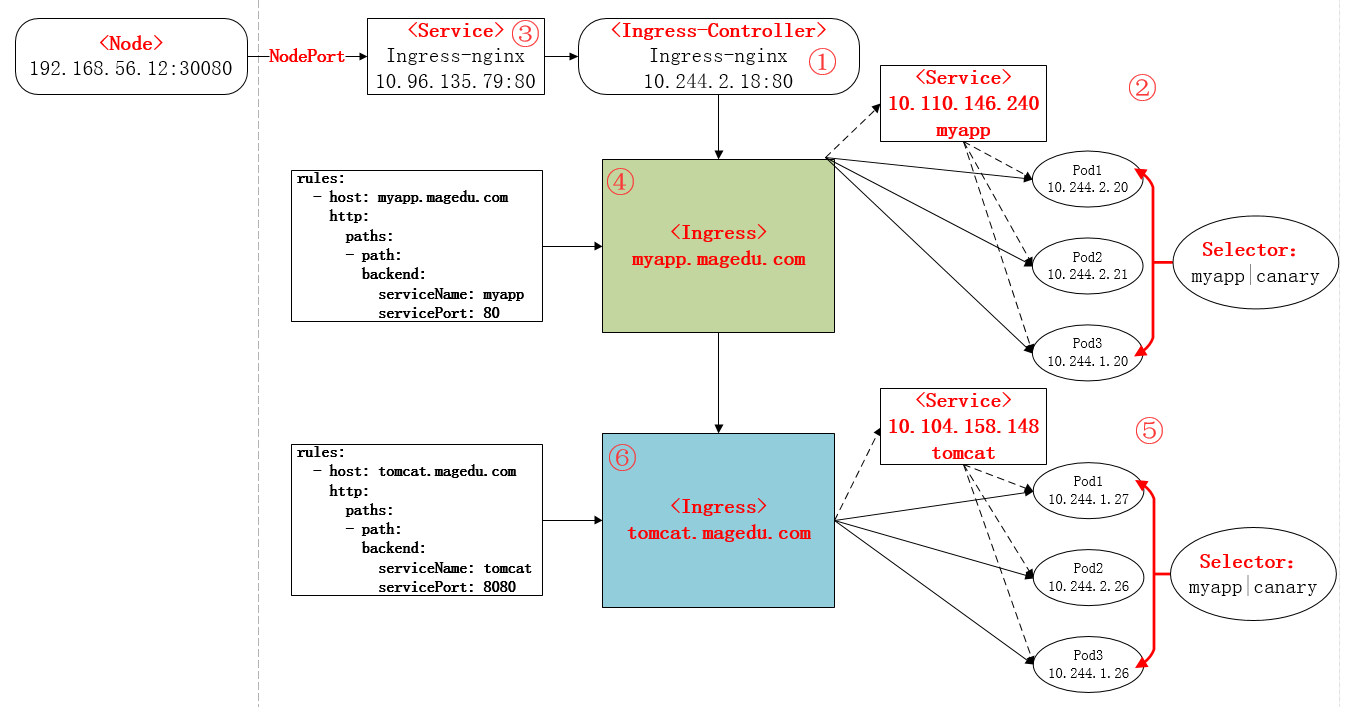 <Node>
192.168.56.12:30080
NodePort
<Service>
③
Ingress-nginx
10.96.135.79:80
<Ingress-Controller>
Ingress-nginx
①
10.244.2.18:80
<Service>
10.110.146.240
myapp
②
rules:
- host: myapp.magedu.com
http:
paths:
- path:
backend:
serviceName: myapp
servicePort: 80
④
<Ingress>
myapp.magedu.com
Pod1
10.244.2.20
Pod2
10.244.2.21
Pod3
10.244.1.20
Selector:
myapp|canary
rules:
- host: tomcat.magedu.com
http:
paths:
- path:
backend:
serviceName: tomcat
servicePort: 8080
⑥
<Ingress>
tomcat.magedu.com
<Service>
10.104.158.148
tomcat
⑤
Pod1
10.244.1.27
Pod2
10.244.2.26
Pod3
10.244.1.26
Selector:
myapp|canary